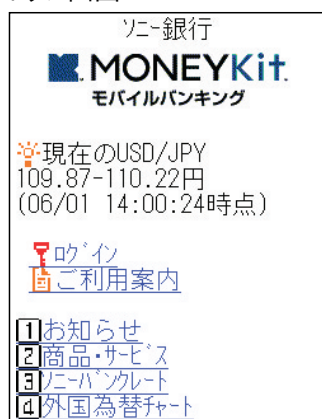 ソニー銀行
MONEYKit.
モバイルバンキング
現在のUSD/JPY
109.87-110.22円
(06/01 14:00:24時点)
ログイン
ご利用案内
1お知らせ
2商品・サービス
3ソニーバンクレート
4外国為替チャート